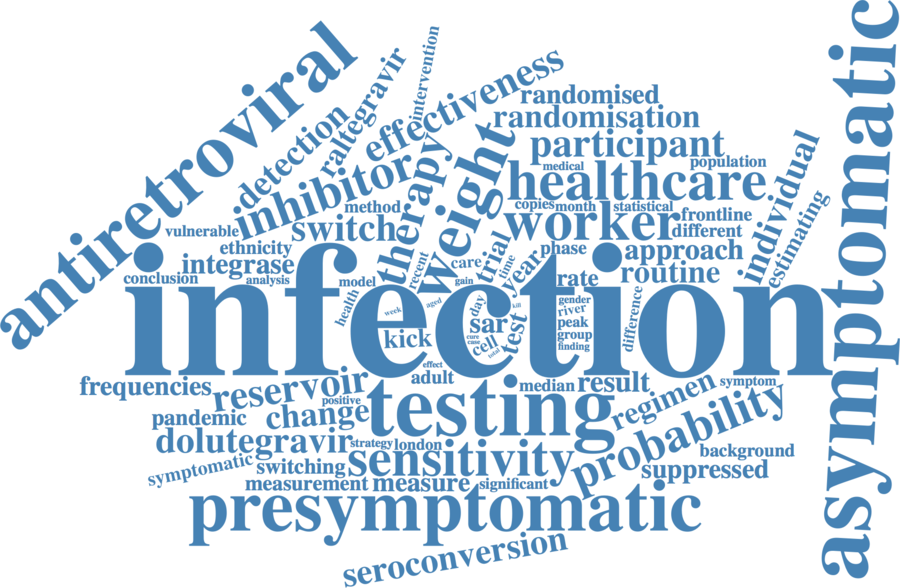 antiretroviral
asymptomatic
intervention
raltegravir
effectiveness
randomised
detection
randomisation
participant
inhibitor
therapy
weight
medical
population
healthcare
individual
method
copies
month
statistical
vulnerable
switch
worker
frontline
different
estimating
ethnicity
integrase
recent
care
trial
time
year
phase
approach
conclusion
analysis
model
gain
rate
routine
infection
health
week
aged
day
kill
gender
river
difference
kick
sar
cure
case
cell
total
test
peak
group
finding
effect
frequencies
reservoir
adult
median
result
regimen
symptom
positive
testing
probability
pandemic
change
dolutegravir
strategy
london
background
symptomatic
switching
sensitivity
suppressed
measurement
measure
significant
presymptomatic
seroconversion